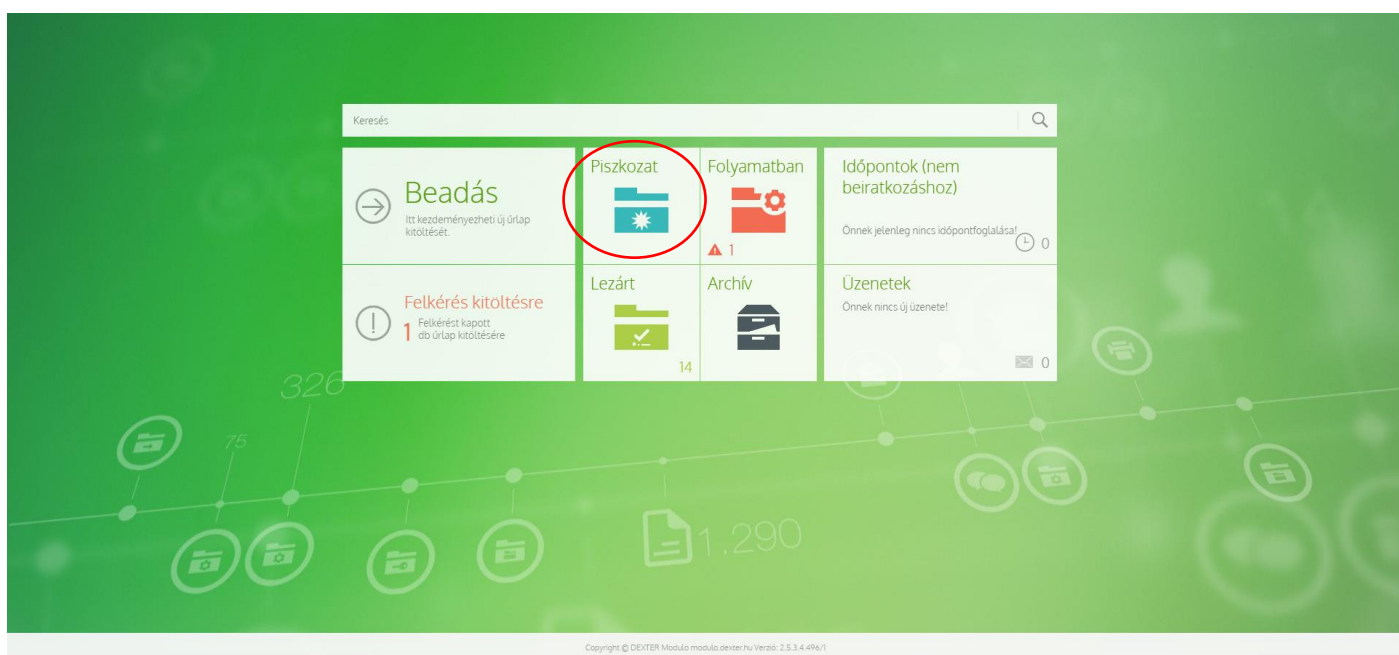 Keresés
Beadás
Itt kezdeményezheti új űrlap
kitöltését.
Piszkozat
Folyamatban
1
Időpontok (nem
beiratkozáshoz)
Önnek jelenleg nincs időpontfoglalása!
0
Felkérés kitöltésre
1 Felkérést kapott
db űrlap kitöltésére
Lezárt
14
Archív
Üzenetek
Önnek nincs új üzenete!
0
326
75
1.290
Copyright © DEXTER Modulo modulo.dexter.hu Verzió: 2.5.3.4.496/1